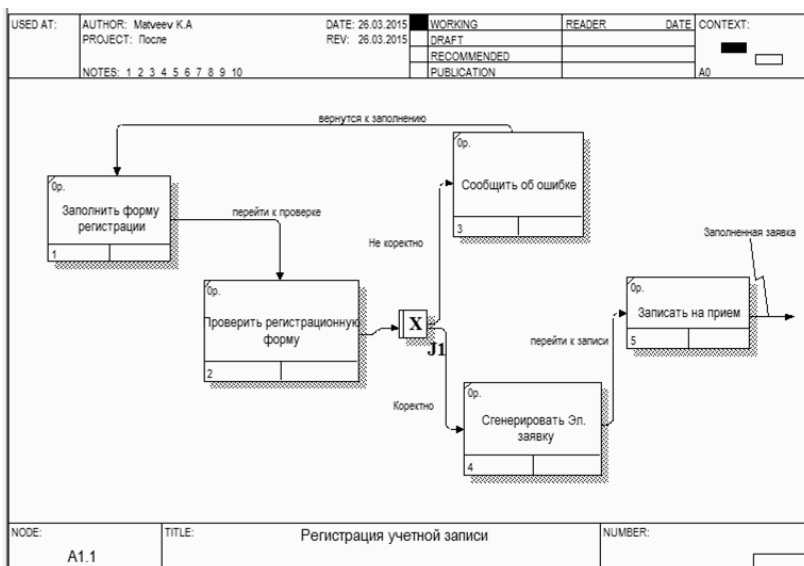 USED AT:
AUTHOR: Matveev K.A
DATE: 26.03.2015
WORKING
READER
DATE
CONTEXT:
PROJECT: После
REV: 26.03.2015
DRAFT
RECOMMENDED
NOTES: 1 2 3 4 5 6 7 8 9 10
PUBLICATION
A0
вернутся к заполнению
0р.
Сообщить об ошибке
3
0р.
Заполнить форму
регистрации
1
перейти к проверке
Заполненная заявка
Не коректно
0р.
Проверить регистрационную
форму
2
X
J1
0р.
Записать на прием
5
перейти к записи
Коректно
0р.
Сгенерировать Эл.
заявку
4
NODE:
A1.1
TITLE:
Регистрация учетной записи
NUMBER: